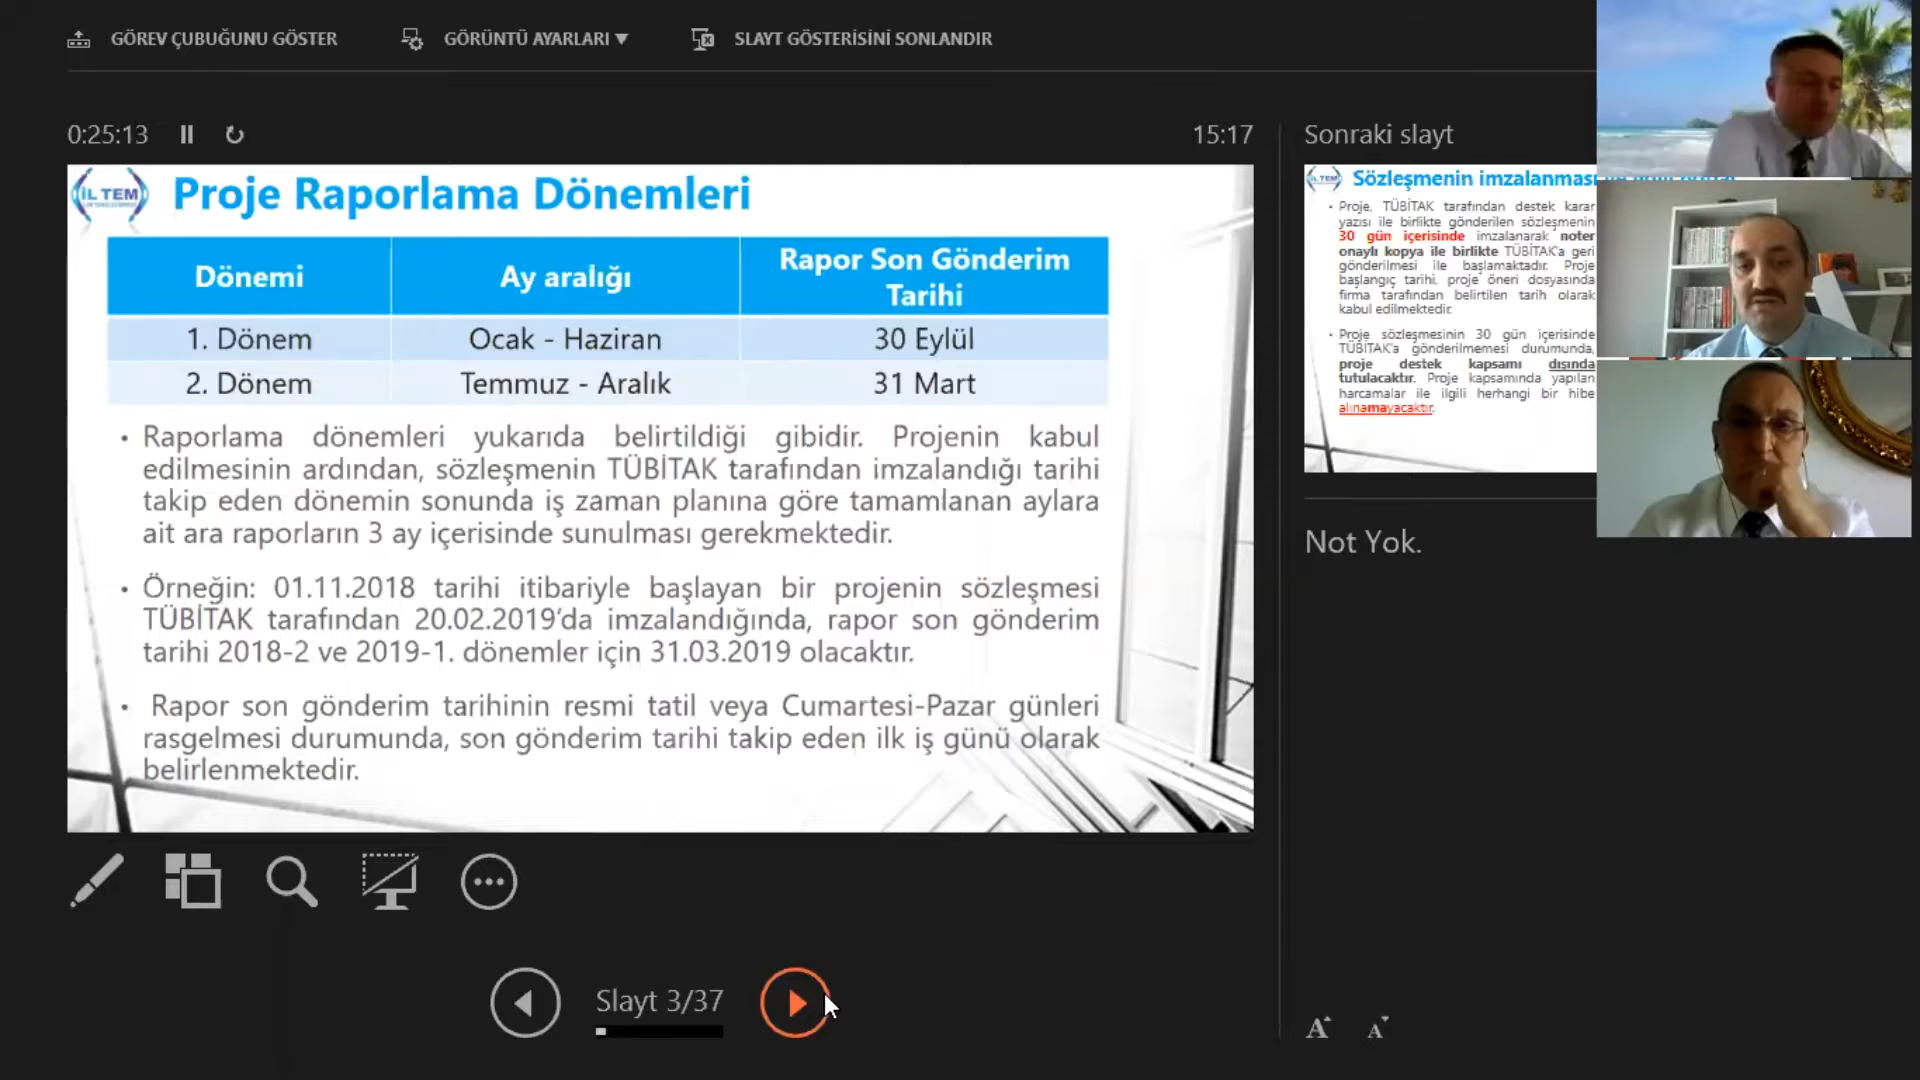 GÖREV ÇUBUĞUNU GÖSTER
GÖRÜNTÜ AYARLARI ▼
SLAYT GÖSTERİSİNİ SONLANDIR
0:25:13
15:17
İL TEM
Proje Raporlama Dönemleri
Dönemi
Ay aralığı
Rapor Son Gönderim
Tarihi
1. Dönem
Ocak - Haziran
30 Eylül
2. Dönem
Temmuz - Aralık
31 Mart
• Raporlama dönemleri yukarıda belirtildiği gibidir. Projenin kabul
edilmesinin ardından, sözleşmenin TÜBİTAK tarafından imzalandığı tarihi
takip eden dönemin sonunda iş zaman planına göre tamamlanan aylara
ait ara raporların 3 ay içerisinde sunulması gerekmektedir.
• Örneğin: 01.11.2018 tarihi itibariyle başlayan bir projenin sözleşmesi
TÜBİTAK tarafından 20.02.2019’da imzalandığında, rapor son gönderim
tarihi 2018-2 ve 2019-1. dönemler için 31.03.2019 olacaktır.
• Rapor son gönderim tarihinin resmi tatil veya Cumartesi-Pazar günleri
rasgelmesi durumunda, son gönderim tarihi takip eden ilk iş günü olarak
belirlenmektedir.
Slayt 3/37
Sonraki slayt
İL TEM
Sözleşmenin imzalanması
• Proje, TÜBİTAK tarafından destek karar
yazısı ile birlikte gönderilen sözleşmenin
30 gün içerisinde imzalanarak noter
onaylı kopya ile birlikte TÜBİTAK’a geri
gönderilmesi ile başlamaktadır. Proje
başlangıç tarihi, proje öneri dosyasında
firma tarafından belirtilen tarih olarak
kabul edilmektedir.
• Proje sözleşmesinin 30 gün içerisinde
TÜBİTAK’a gönderilmemesi durumunda,
proje destek kapsamı dışında
tutulacaktır. Proje kapsamında yapılan
harcamalar ile ilgili herhangi bir hibe
alınamayacaktır.
Not Yok.
A A